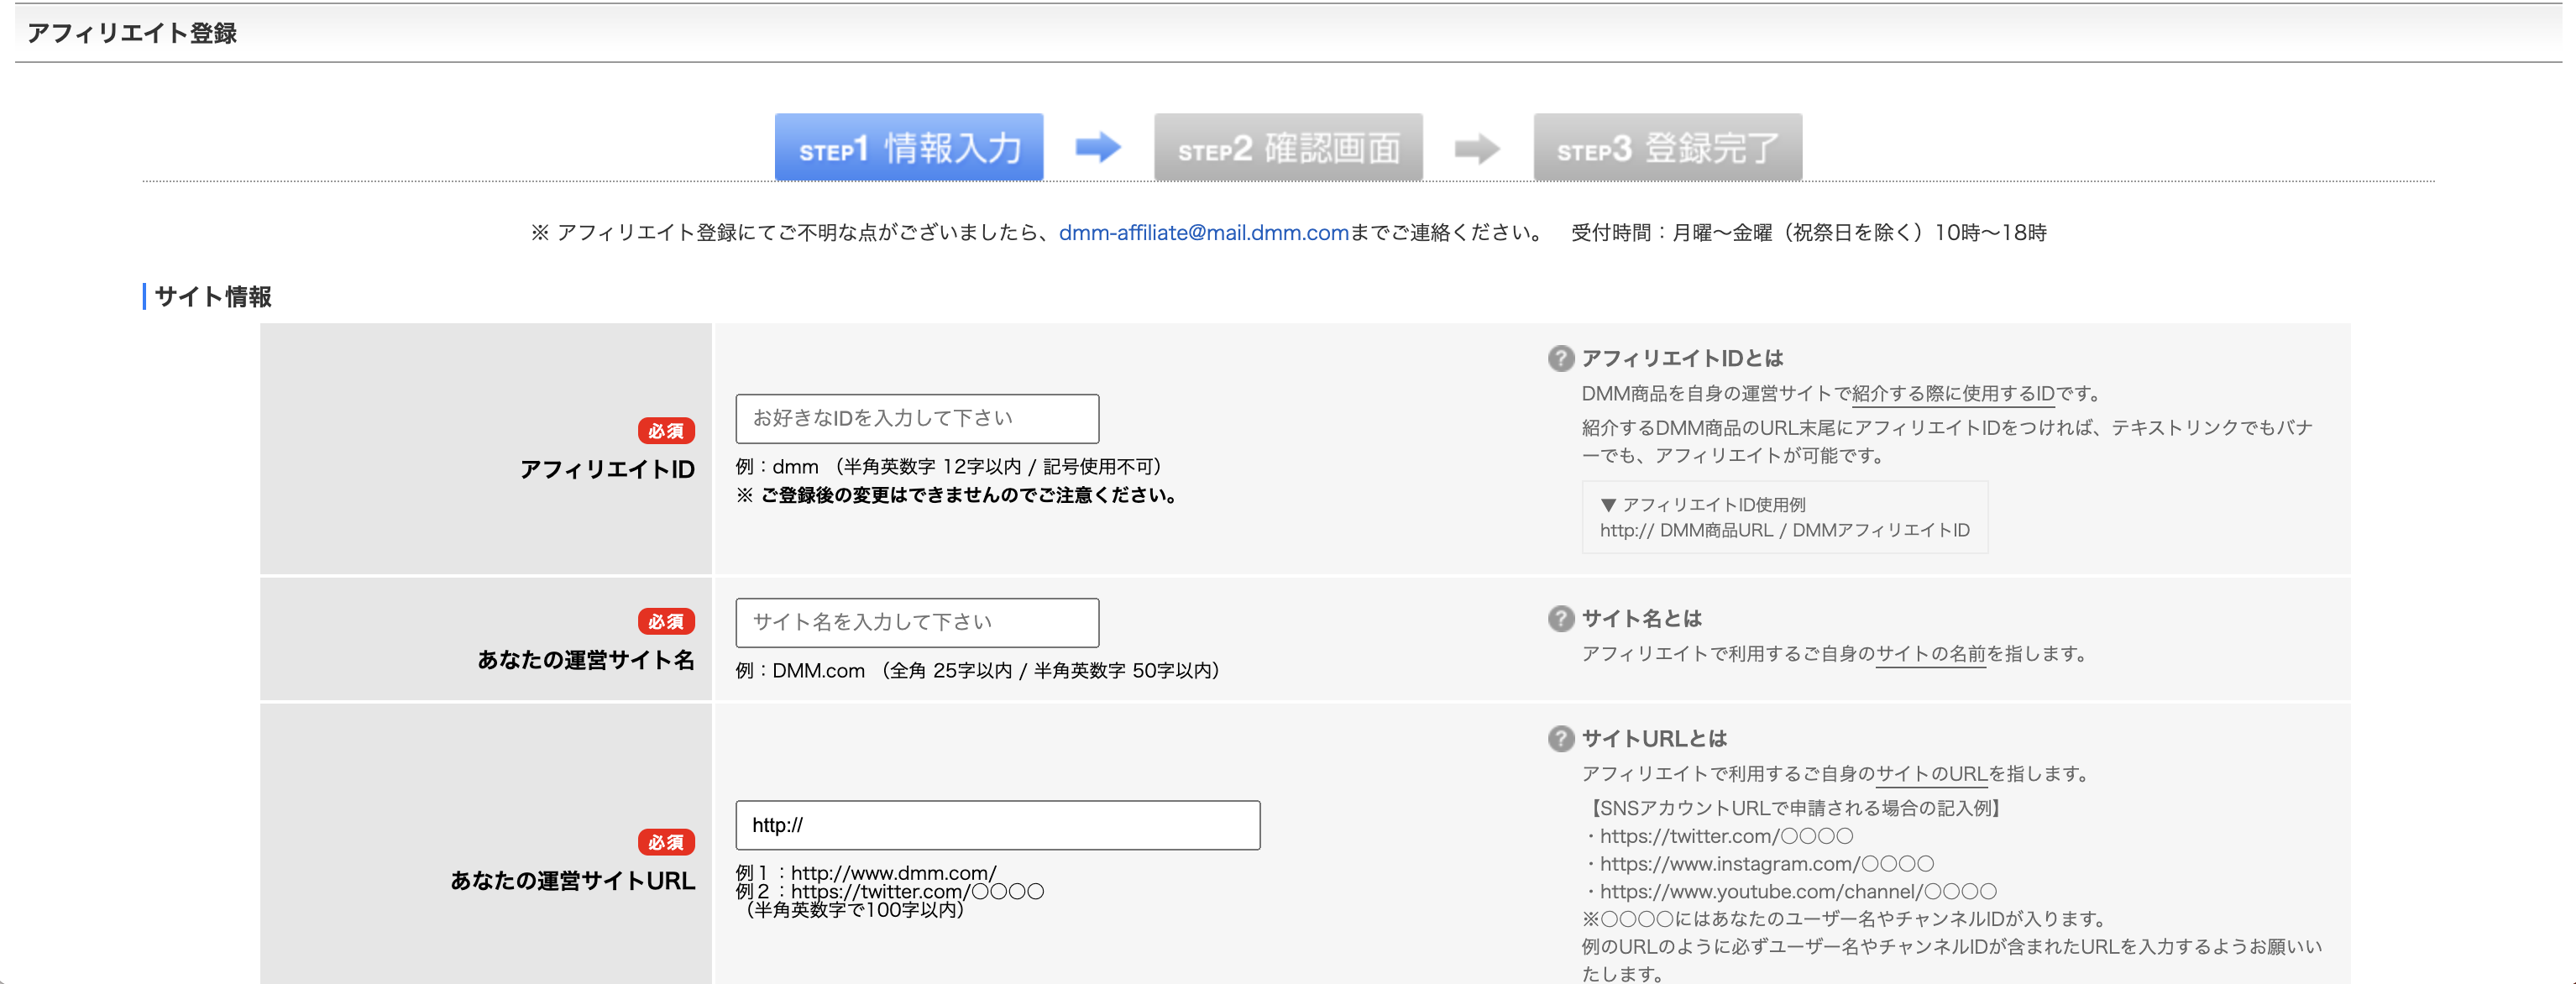 アフィリエイト登録
STEP1 情報入力
STEP2 確認画面
STEP3 登録完了
※ アフィリエイト登録にてご不明な点がございましたら、dmm-affiliate@mail.dmm.comまでご連絡ください。　受付時間：月曜〜金曜（祝祭日を除く）10時〜18時
サイト情報
必須
アフィリエイトID
お好きなIDを入力して下さい
例：dmm （半角英数字 12字以内 / 記号使用不可）
※ ご登録後の変更はできませんのでご注意ください。
? アフィリエイトIDとは
DMM商品を自身の運営サイトで紹介する際に使用するIDです。
紹介するDMM商品のURL末尾にアフィリエイトIDをつければ、テキストリンクでもバナ
ーでも、アフィリエイトが可能です。
▼ アフィリエイトID使用例
http:// DMM商品URL / DMMアフィリエイトID
必須
あなたの運営サイト名
サイト名を入力して下さい
例：DMM.com （全角 25字以内 / 半角英数字 50字以内）
? サイト名とは
アフィリエイトで利用するご自身のサイトの名前を指します。
必須
あなたの運営サイトURL
http://
例１：http://www.dmm.com/
例２：https://twitter.com/〇〇〇〇
（半角英数字で100字以内）
? サイトURLとは
アフィリエイトで利用するご自身のサイトのURLを指します。
【SNSアカウントURLで申請される場合の記入例】
・https://twitter.com/〇〇〇〇
・https://www.instagram.com/〇〇〇〇
・https://www.youtube.com/channel/〇〇〇〇
※〇〇〇〇にはあなたのユーザー名やチャンネルIDが入ります。
例のURLのように必ずユーザー名やチャンネルIDが含まれたURLを入力するようお願いい
たします。